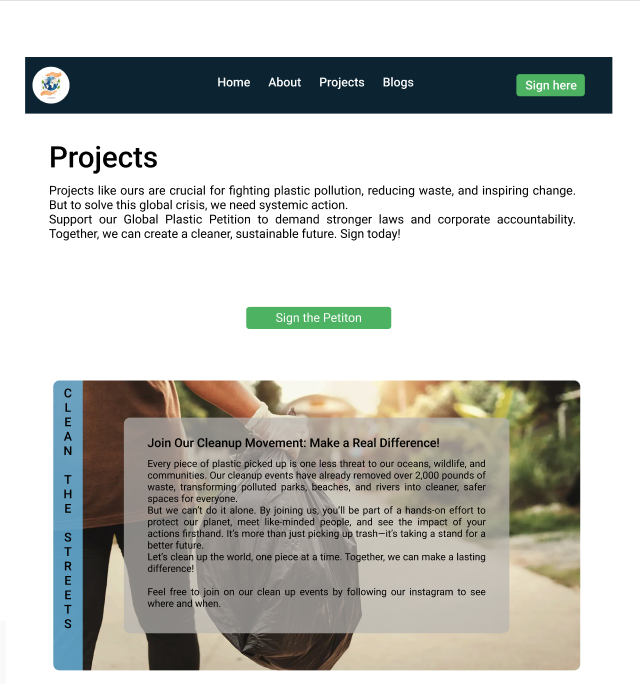 Home About Projects Blogs
Sign here
Projects
Projects like ours are crucial for fighting plastic pollution, reducing waste, and inspiring change.
But to solve this global crisis, we need systemic action.
Support our Global Plastic Petition to demand stronger laws and corporate accountability.
Together, we can create a cleaner, sustainable future. Sign today!
Sign the Petiton
CLEAN THE STREETS
Join Our Cleanup Movement: Make a Real Difference!
Every piece of plastic picked up is one less threat to our oceans, wildlife, and
communities. Our cleanup events have already removed over 2,000 pounds of
waste, transforming polluted parks, beaches, and rivers into cleaner, safer
spaces for everyone.
But we can't do it alone. By joining us, you'll be part of a hands-on effort to
protect our planet, meet like-minded people, and see the impact of your
actions firsthand. It's more than just picking up trash—it's taking a stand for a
better future.
Let's clean up the world, one piece at a time. Together, we can make a lasting
difference!
Feel free to join on our clean up events by following our instagram to see
where and when.